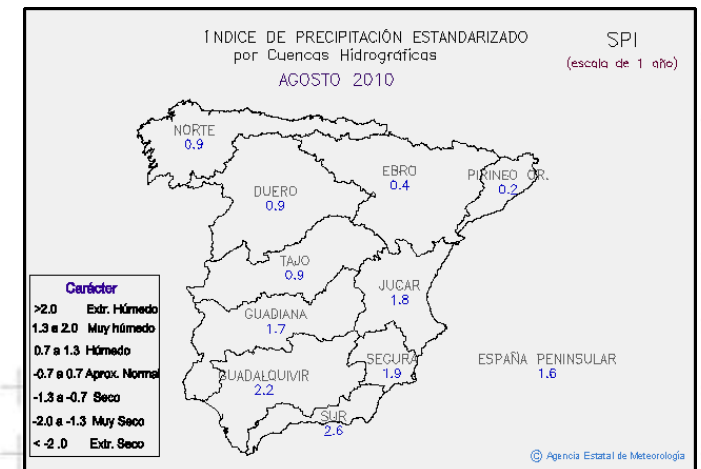 ÍNDICE DE PRECIPITACIÓN ESTANDARIZADO
por Cuencas Hidrográficas
AGOSTO 2010
SPI
(escala de 1 año)
NORTE
0.9
DUERO
0.9
EBRO
0.4
PIRINEO OR.
0.2
TAJO
0.9
JUCAR
1.8
GUADIANA
1.7
SEGURA
1.9
GUADALQUIVIR
2.2
SUR
2.6
ESPAÑA PENINSULAR
1.6
Carácter
>2.0 Extr. Húmedo
1.3 a 2.0 Muy húmedo
0.7 a 1.3 Húmedo
-0.7 a 0.7 Aprox. Normal
-1.3 a -0.7 Seco
-2.0 a -1.3 Muy Seco
< -2 .0 Extr. Seco
© Agencia Estatal de Meteorología